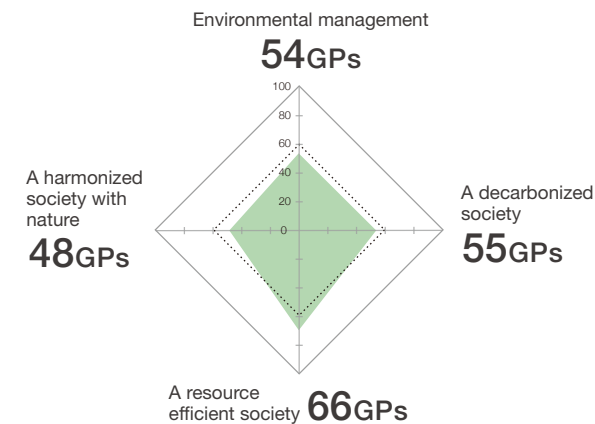 Environmental management
54GPs
100
80
60
40
20
0
A harmonized
society with
nature
48GPs
A decarbonized
society
55GPs
A resource
efficient society 66GPs